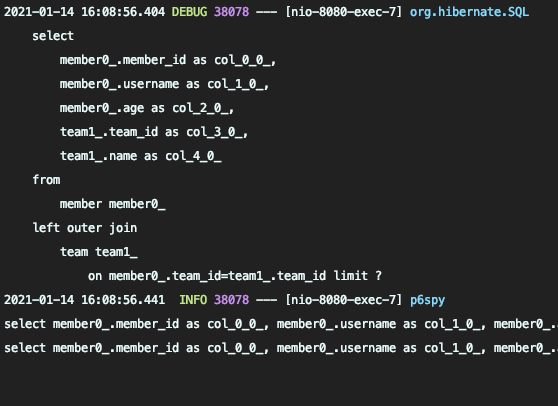 2021-01-14 16:08:56.404 DEBUG 38078 --- [nio-8080-exec-7] org.hibernate.SQL
select
member0_.member_id as col_0_0_,
member0_.username as col_1_0_,
member0_.age as col_2_0_,
team1_.team_id as col_3_0_,
team1_.name as col_4_0_
from
member member0_
left outer join
team team1_
on member0_.team_id=team1_.team_id limit ?
2021-01-14 16:08:56.441  INFO 38078 --- [nio-8080-exec-7] p6spy
select member0_.member_id as col_0_0_, member0_.username as col_1_0_, member0_.
select member0_.member_id as col_0_0_, member0_.username as col_1_0_, member0_.